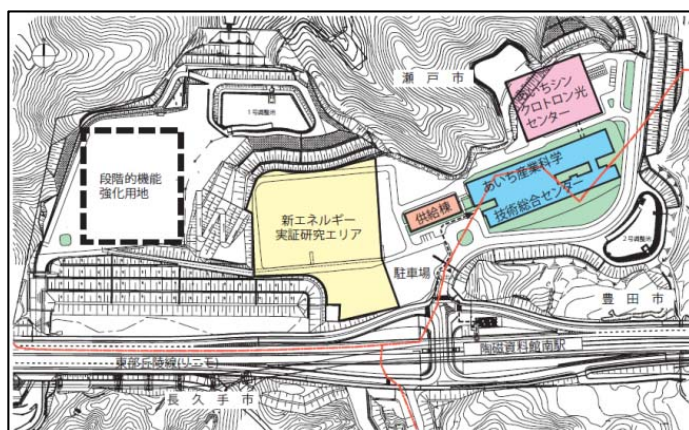 瀬戸市
あいちシン
クロトロン光
センター
1号調整池
段階的機能
強化用地
あいち産業科学
技術総合センター
供給棟
新エネルギー
実証研究エリア
2号調整池
駐車場
豊田市
陶磁資料館南駅
東部丘陵線(リニモ)
長久手市